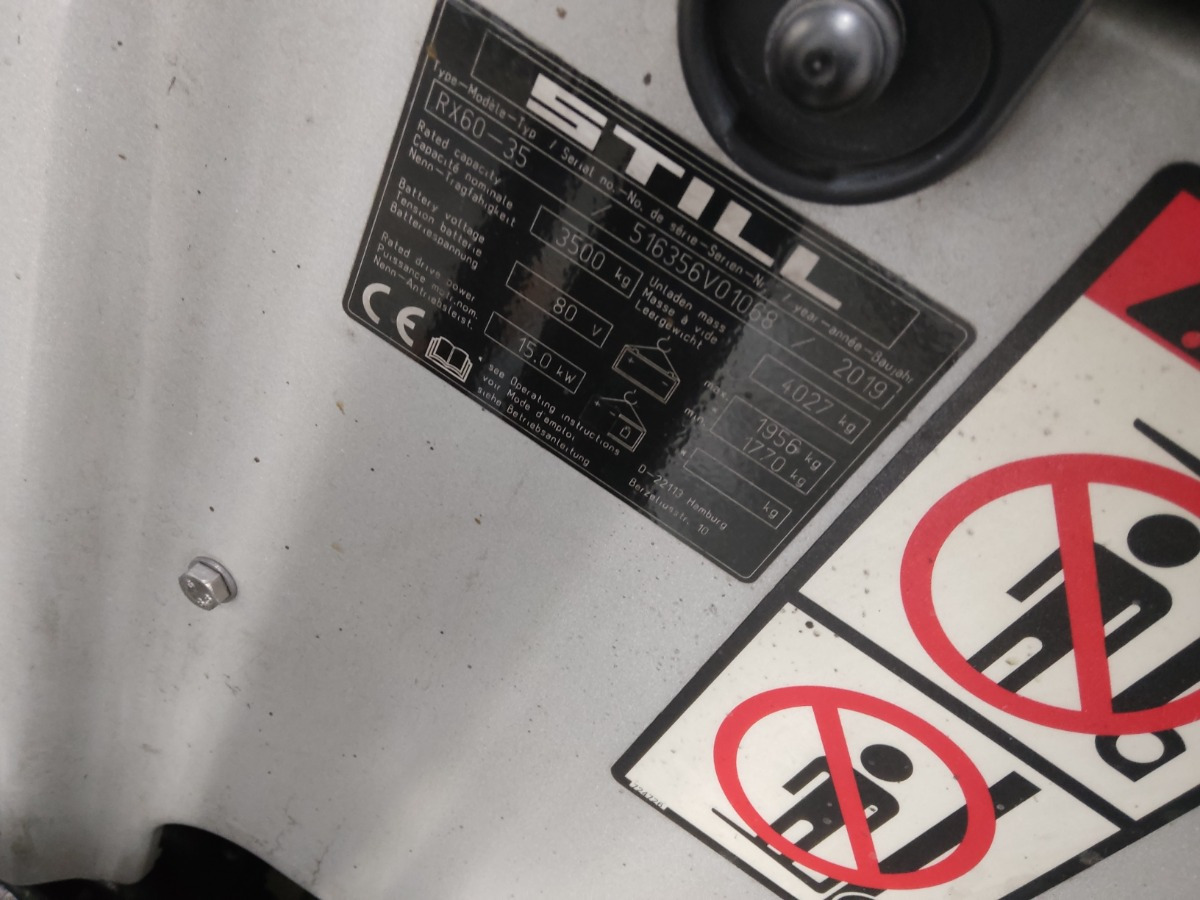 STILL
Type-Modèle-Typ / Serial no.-No. de série-Serien-Nr. / year-année-Baujahr
RX60-35 / 516356V01068 / 2019
Rated capacity
Capacité nominale
Nenn-Tragfähigkeit
3500 kg
Unladen mass
Masse à vide
Leergewicht
4027 kg
Battery voltage
Tension batterie
Batteriespannung
80 V
max.
1956 kg
min.
1770 kg
Rated drive power
Puissance mot.nom.
Nenn-Antriebsleist.
15.0 kW
* kg
CE
* see Operating instructions
voir Mode d'emploi
siehe Betriebsanleitung
D-22113 Hamburg
Berzeliusstr. 10